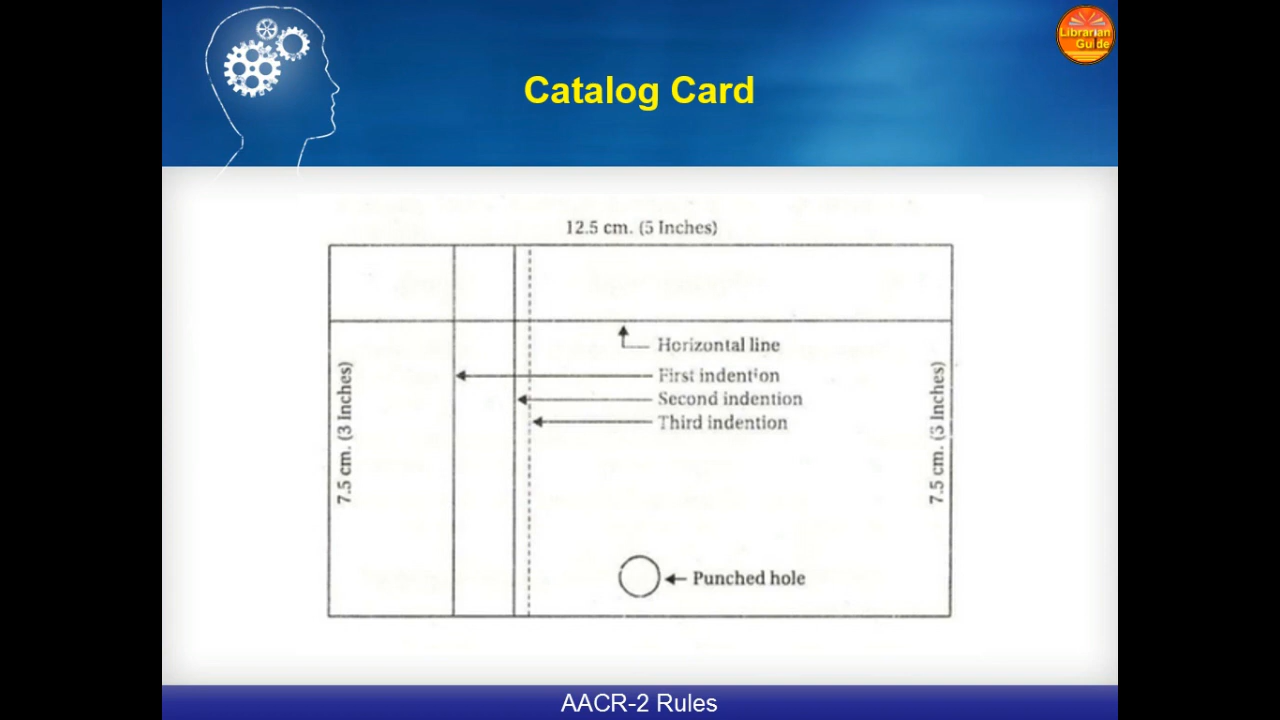 Librarian
Guide
Catalog Card
12.5 cm. (5 Inches)
Horizontal line
First indention
Second indention
Third indention
7.5 cm. (3 Inches)
7.5 cm. (3 Inches)
Punched hole
AACR-2 Rules